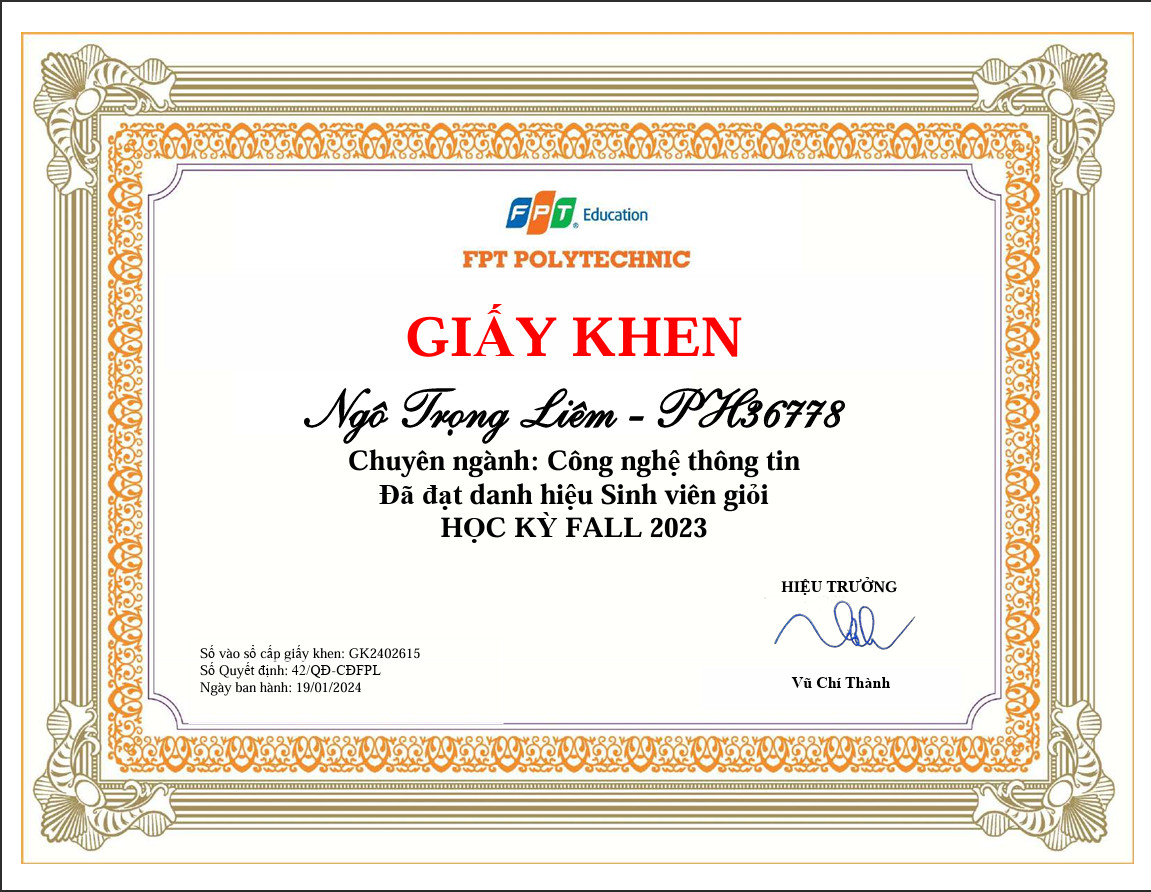 FPT Education
FPT POLYTECHNIC
GIẤY KHEN
Ngô Trọng Liêm - PH36778
Chuyên ngành: Công nghệ thông tin
Đã đạt danh hiệu Sinh viên giỏi
HỌC KỲ FALL 2023
HIỆU TRƯỞNG
Số vào sổ cấp giấy khen: GK2402615
Số Quyết định: 42/QĐ-CĐFPL
Ngày ban hành: 19/01/2024
Vũ Chí Thành